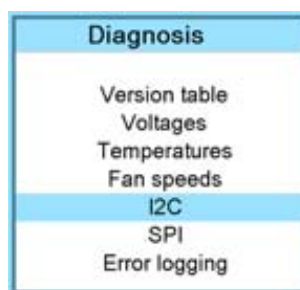 Diagnosis
Version table
Voltages
Temperatures
Fan speeds
I2C
SPI
Error logging